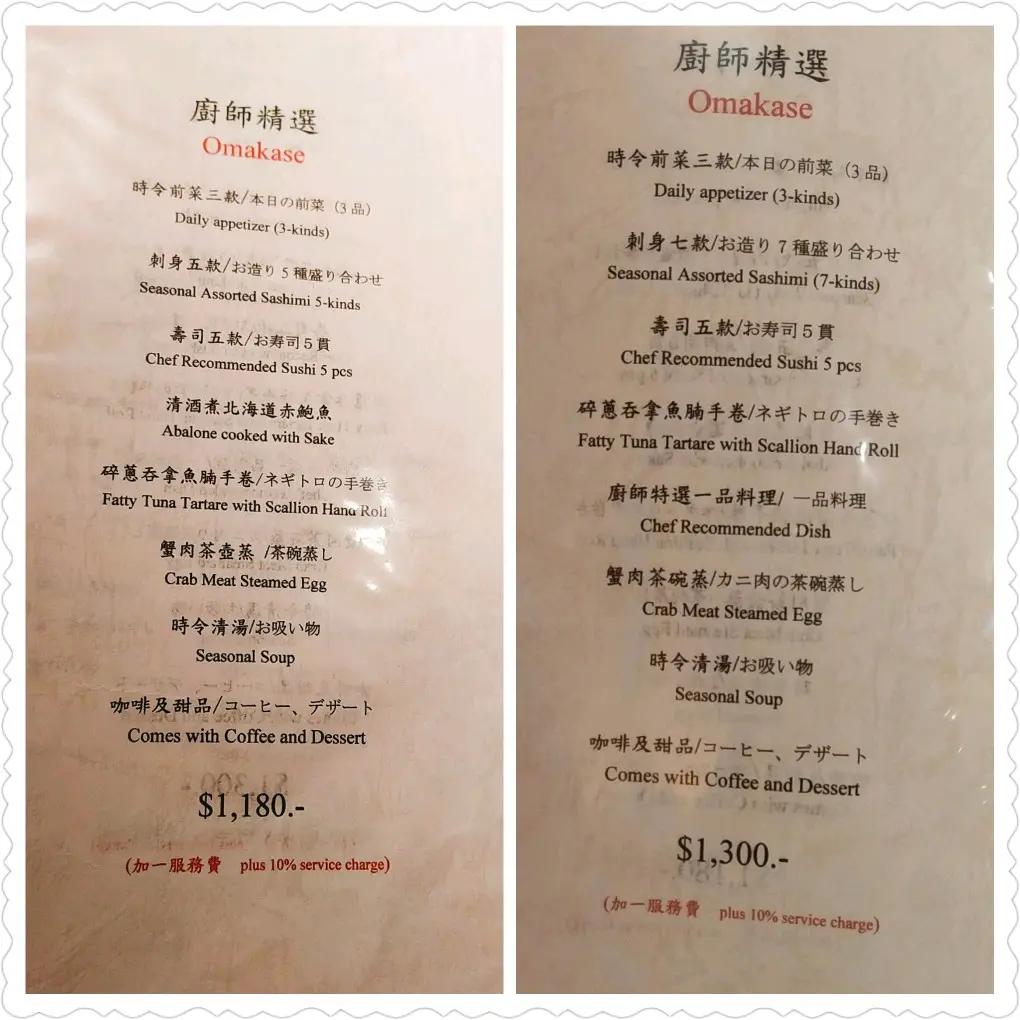 廚師精選
Omakase
時令前菜三款/本日の前菜（3 品）
Daily appetizer (3-kinds)
刺身五款/お造り 5 種盛り合わせ
Seasonal Assorted Sashimi 5-kinds
壽司五款/お寿司５貫
Chef Recommended Sushi 5 pcs
清酒煮北海道赤鮑魚
Abalone cooked with Sake
碎蔥吞拿魚腩手卷/ネギトロの手巻き
Fatty Tuna Tartare with Scallion Hand Roll
蟹肉茶壺蒸 /茶碗蒸し
Crab Meat Steamed Egg
時令清湯/お吸い物
Seasonal Soup
咖啡及甜品/コーヒー、デザート
Comes with Coffee and Dessert
$1,180.-
(加一服務費 plus 10% service charge)
廚師精選
Omakase
時令前菜三款/本日の前菜（3 品）
Daily appetizer (3-kinds)
刺身七款/お造り 7 種盛り合わせ
Seasonal Assorted Sashimi (7-kinds)
壽司五款/お寿司５貫
Chef Recommended Sushi 5 pcs
碎蔥吞拿魚腩手卷/ネギトロの手巻き
Fatty Tuna Tartare with Scallion Hand Roll
廚師特選一品料理/ 一品料理
Chef Recommended Dish
蟹肉茶碗蒸/カニ肉の茶碗蒸し
Crab Meat Steamed Egg
時令清湯/お吸い物
Seasonal Soup
咖啡及甜品/コーヒー、デザート
Comes with Coffee and Dessert
$1,300.-
(加一服務費 plus 10% service charge)